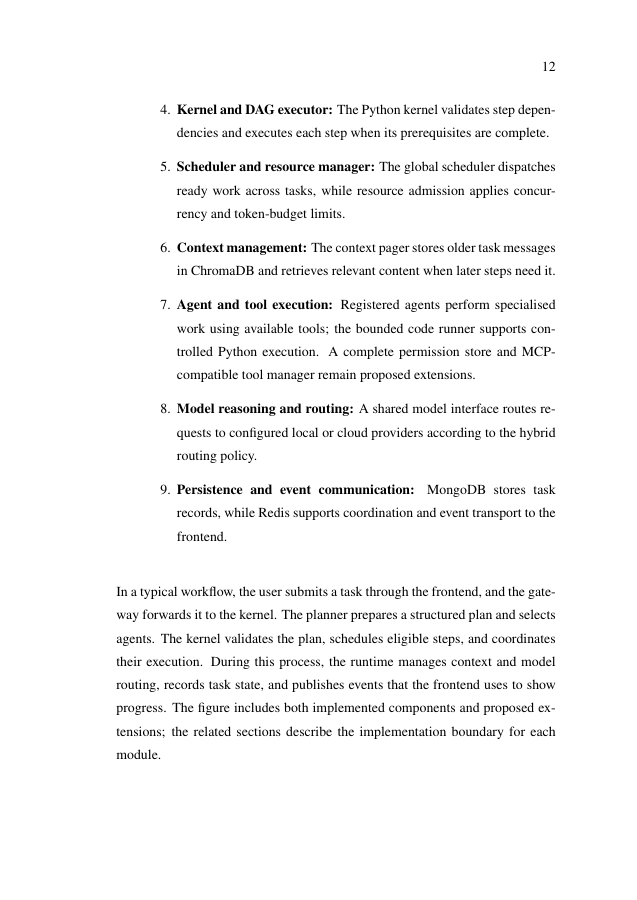 12
4. Kernel and DAG executor: The Python kernel validates step depen-
dencies and executes each step when its prerequisites are complete.
5. Scheduler and resource manager: The global scheduler dispatches
ready work across tasks, while resource admission applies concur-
rency and token-budget limits.
6. Context management: The context pager stores older task messages
in ChromaDB and retrieves relevant content when later steps need it.
7. Agent and tool execution: Registered agents perform specialised
work using available tools; the bounded code runner supports con-
trolled Python execution. A complete permission store and MCP-
compatible tool manager remain proposed extensions.
8. Model reasoning and routing: A shared model interface routes re-
quests to configured local or cloud providers according to the hybrid
routing policy.
9. Persistence and event communication: MongoDB stores task
records, while Redis supports coordination and event transport to the
frontend.
In a typical workflow, the user submits a task through the frontend, and the gate-
way forwards it to the kernel. The planner prepares a structured plan and selects
agents. The kernel validates the plan, schedules eligible steps, and coordinates
their execution. During this process, the runtime manages context and model
routing, records task state, and publishes events that the frontend uses to show
progress. The figure includes both implemented components and proposed ex-
tensions; the related sections describe the implementation boundary for each
module.